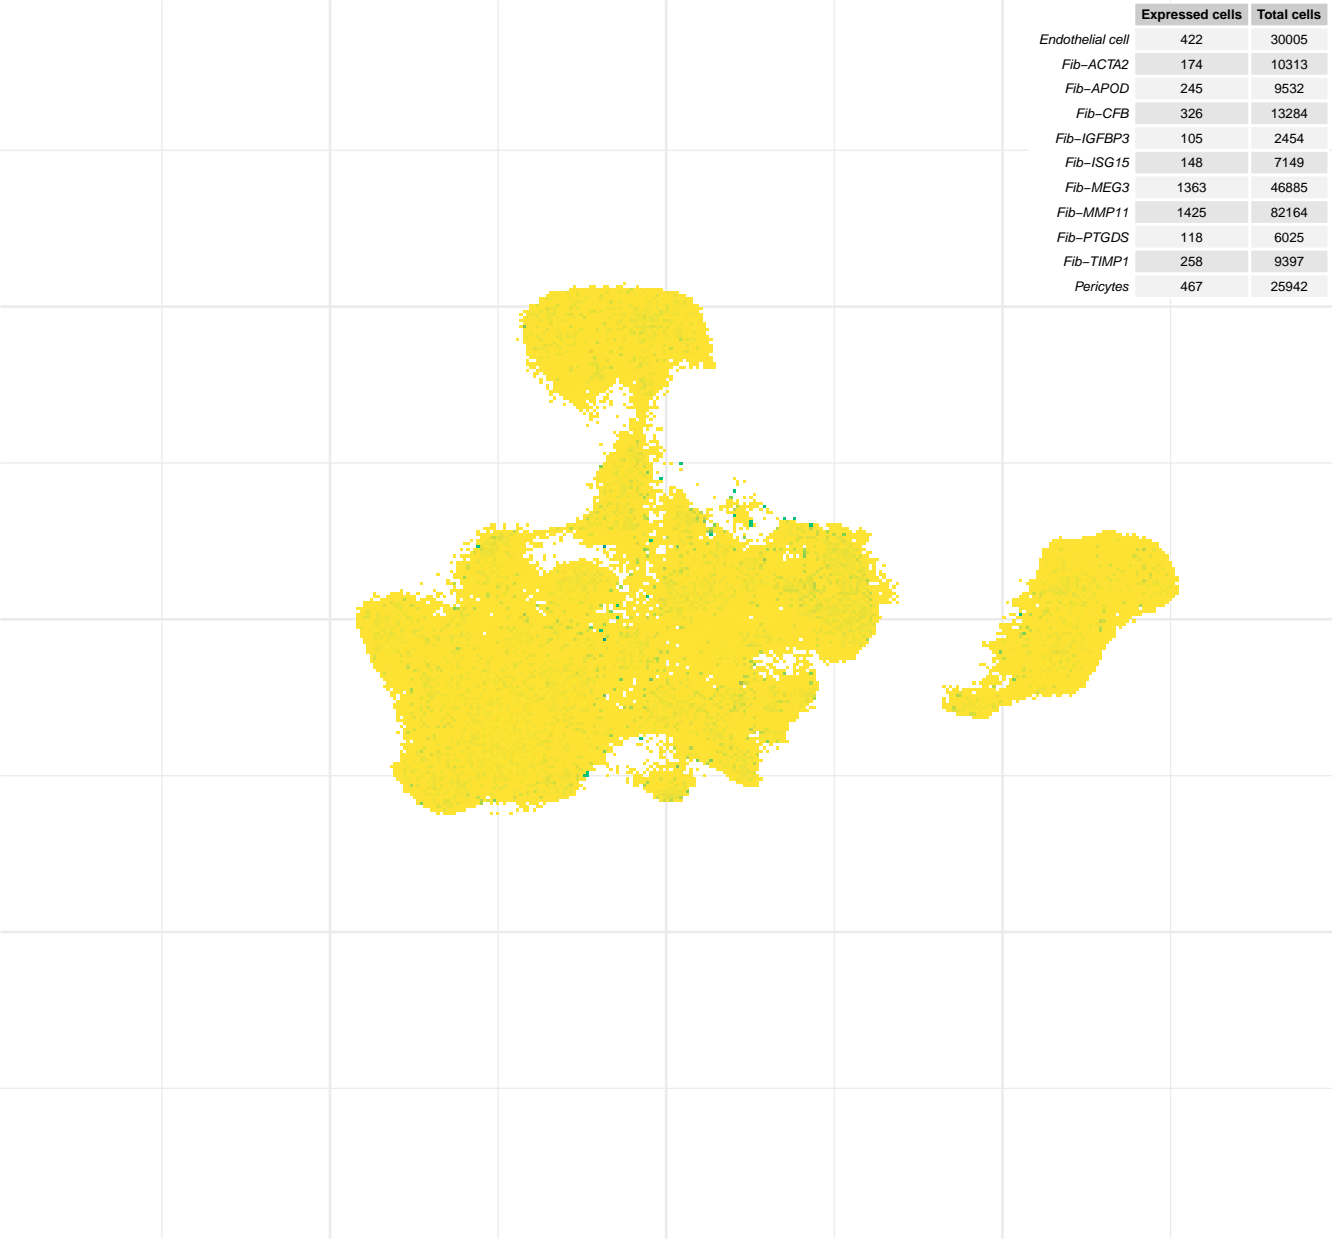 Expressed cells Total cells
Endothelial cell 422 30005
Fib−ACTA2 174 10313
Fib−APOD 245 9532
Fib−CFB 326 13284
Fib−IGFBP3 105 2454
Fib−ISG15 148 7149
Fib−MEG3 1363 46885
Fib−MMP11 1425 82164
Fib−PTGDS 118 6025
Fib−TIMP1 258 9397
Pericytes 467 25942